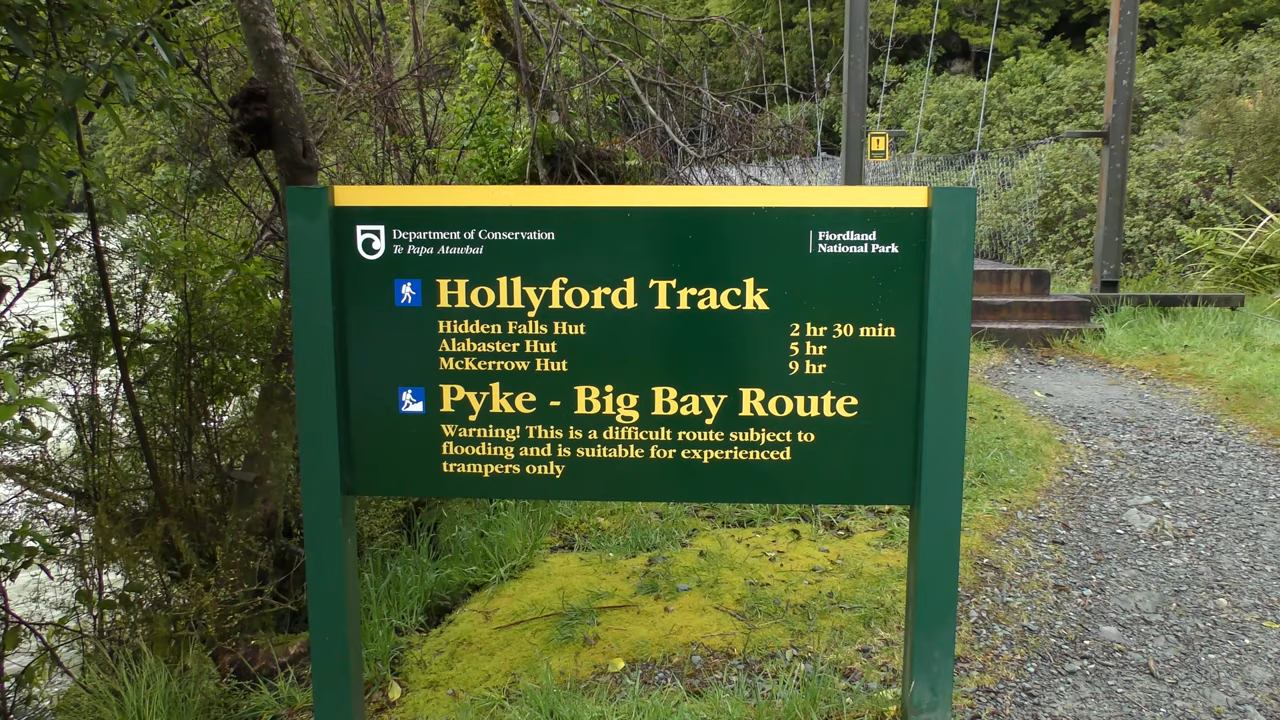 Department of Conservation
Te Papa Atawhai
Fiordland
National Park
Hollyford Track
Hidden Falls Hut 2 hr 30 min
Alabaster Hut 5 hr
McKerrow Hut 9 hr
Pyke - Big Bay Route
Warning! This is a difficult route subject to
flooding and is suitable for experienced
trampers only